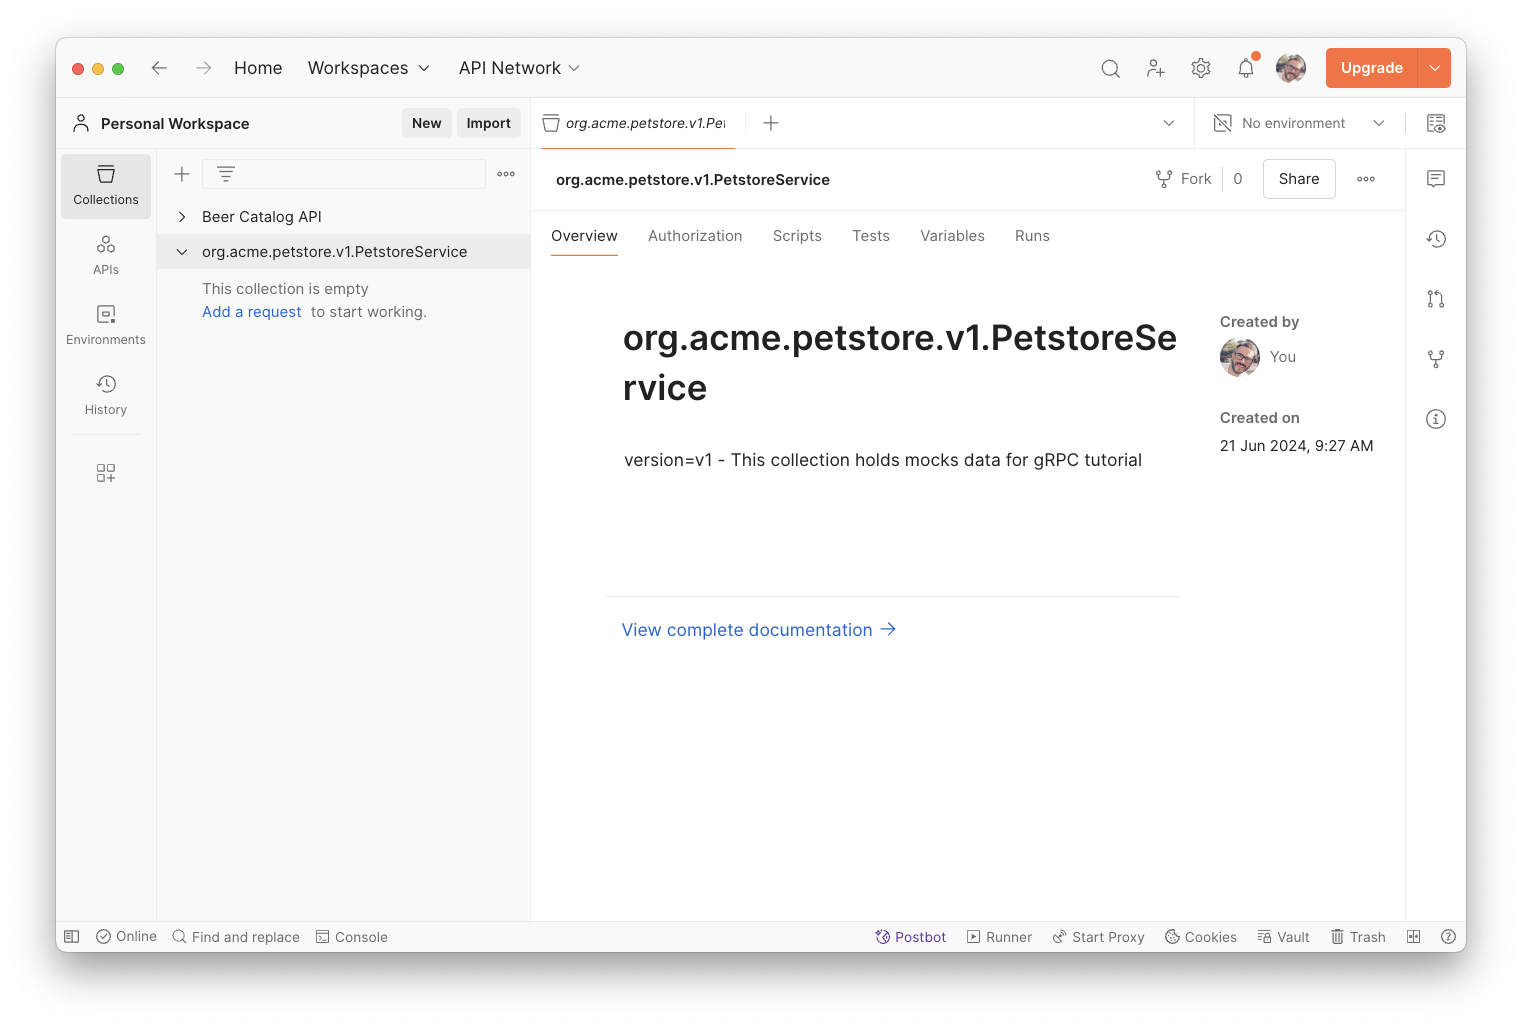 Home Workspaces API Network Upgrade
Personal Workspace New Import
org.acme.petstore.v1.Pet
No environment
Collections
APIs
Environments
History
Beer Catalog API
org.acme.petstore.v1.PetstoreService
This collection is empty
Add a request to start working.
org.acme.petstore.v1.PetstoreService Fork 0 Share
Overview Authorization Scripts Tests Variables Runs
org.acme.petstore.v1.PetstoreSe
rvice
version=v1 - This collection holds mocks data for gRPC tutorial
View complete documentation →
Created by
You
Created on
21 Jun 2024, 9:27 AM
Online Find and replace Console Postbot Runner Start Proxy Cookies Vault Trash